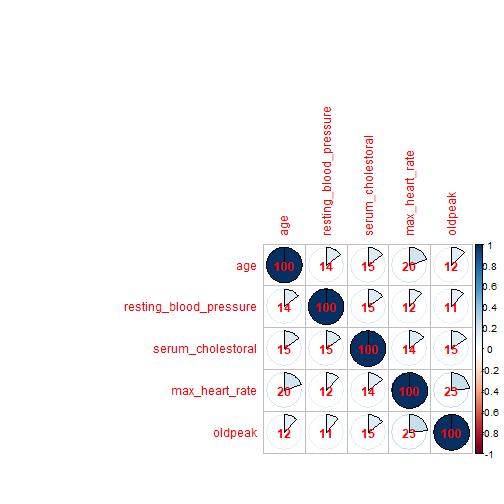 age
resting_blood_pressure
serum_cholestoral
max_heart_rate
oldpeak
age 100 14 15 20 12
resting_blood_pressure 14 100 15 12 11
serum_cholestoral 15 15 100 14 15
max_heart_rate 20 12 14 100 25
oldpeak 12 11 15 25 100
1
0.8
0.6
0.4
0.2
0
-0.2
-0.4
-0.6
-0.8
-1